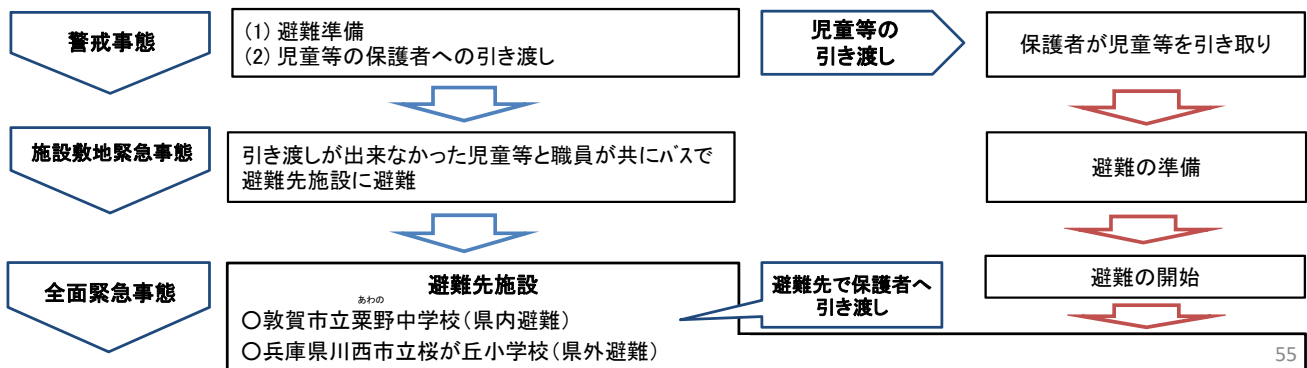 警戒事態
(1) 避難準備
(2) 児童等の保護者への引き渡し
児童等の
引き渡し
保護者が児童等を引き取り
施設敷地緊急事態
引き渡しが出来なかった児童等と職員が共にバスで
避難先施設に避難
避難の準備
全面緊急事態
避難先施設
あわの
〇敦賀市立粟野中学校(県内避難)
〇兵庫県川西市立桜が丘小学校(県外避難)
避難先で保護者へ
引き渡し
避難の開始
55